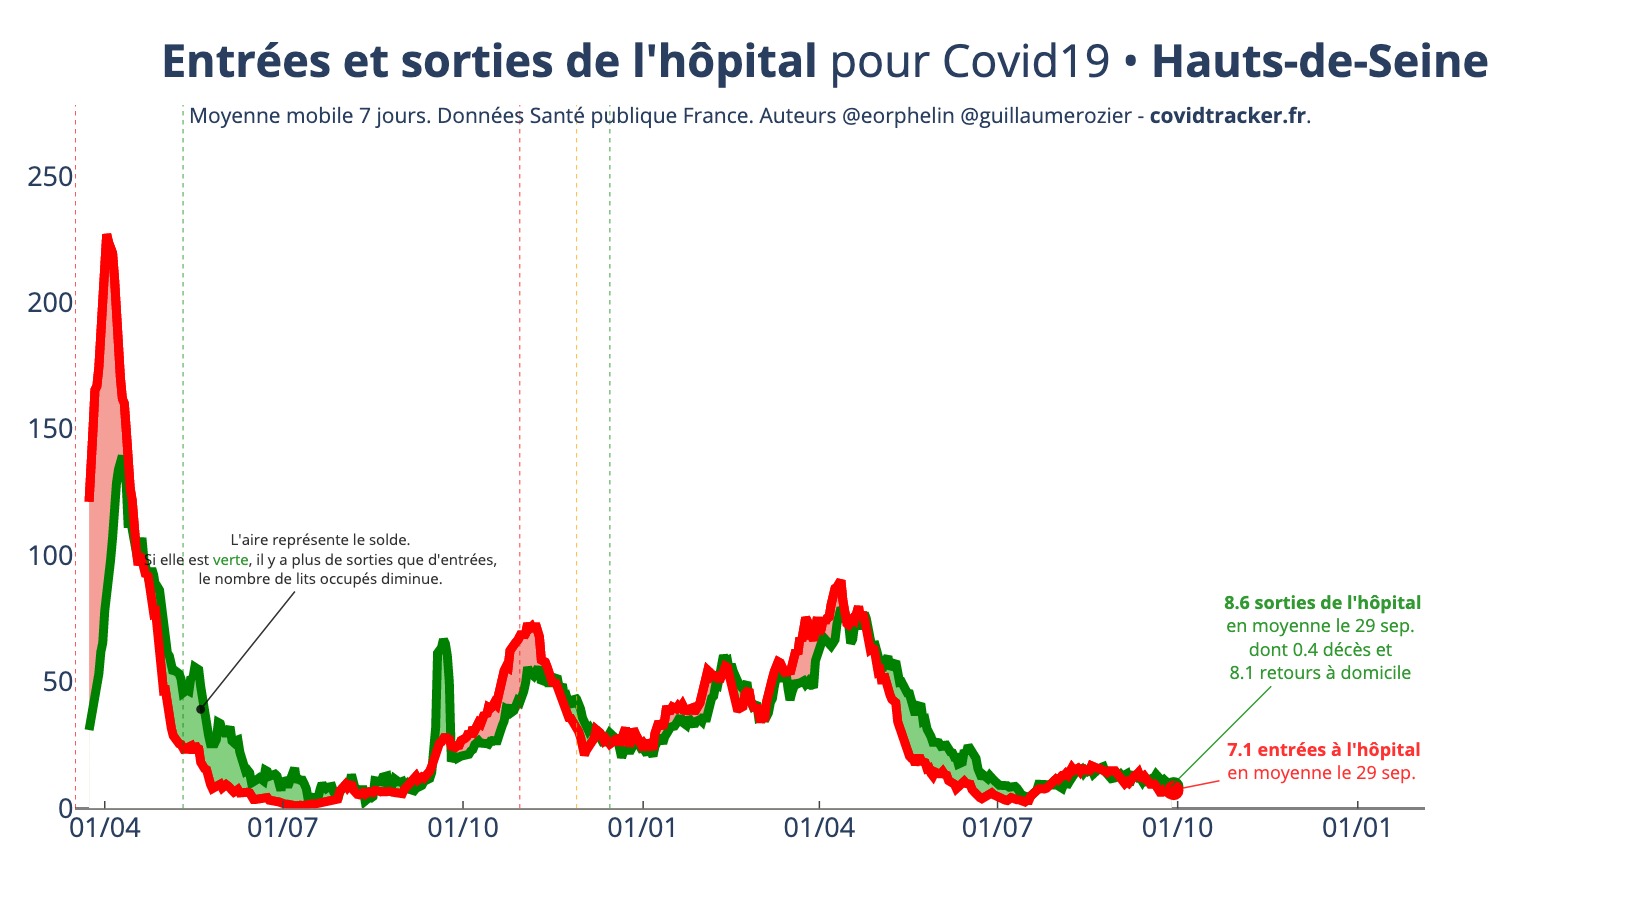 Entrées et sorties de l'hôpital pour Covid19 • Hauts-de-Seine
Moyenne mobile 7 jours. Données Santé publique France. Auteurs @eorphelin @guillaumerozier - covidtracker.fr.
250
200
150
100
50
0
L'aire représente le solde.
Si elle est verte, il y a plus de sorties que d'entrées,
le nombre de lits occupés diminue.
8.6 sorties de l'hôpital
en moyenne le 29 sep.
dont 0.4 décès et
8.1 retours à domicile
7.1 entrées à l'hôpital
en moyenne le 29 sep.
01/04 01/07 01/10 01/01 01/04 01/07 01/10 01/01